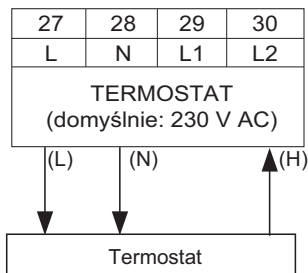 27 28 29 30
L N L1 L2
TERMOSTAT
(domyślnie: 230 V AC)
(L) (N) (H)
Termostat